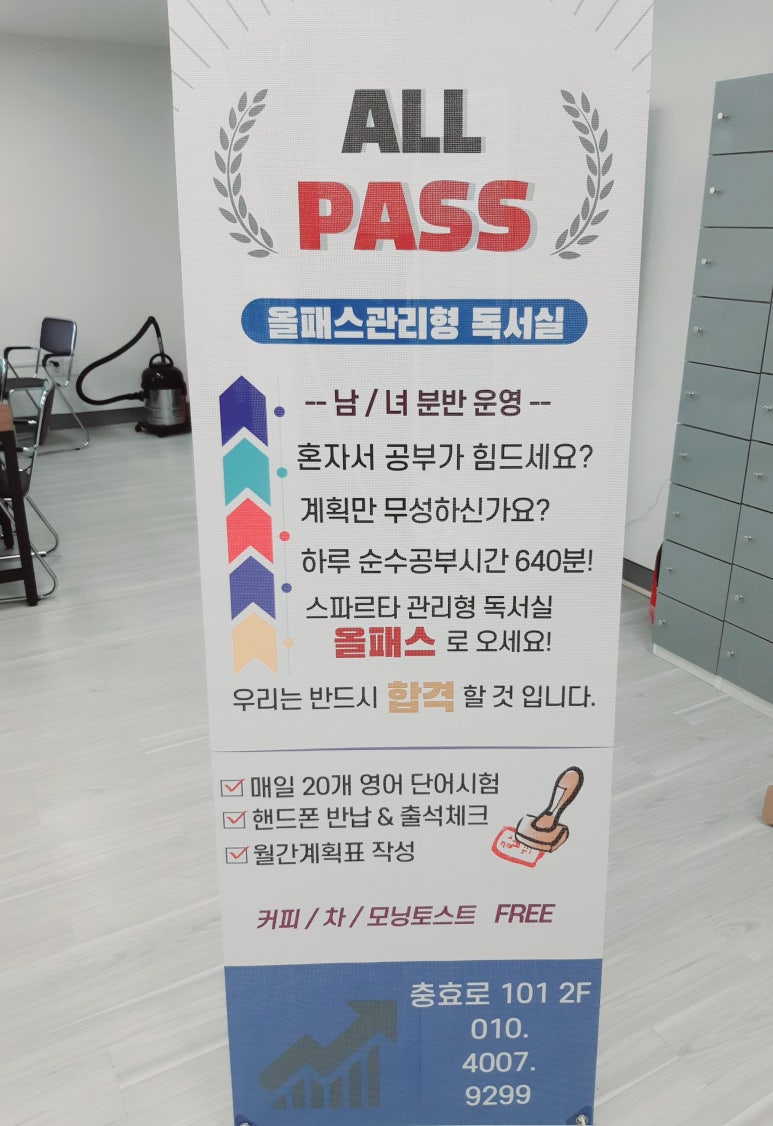 ALL
PASS
올패스관리형 독서실
-- 남 / 녀 분반 운영 --
혼자서 공부가 힘드세요?
계획만 무성하신가요?
하루 순수공부시간 640분!
스파르타 관리형 독서실
올패스 로 오세요!
우리는 반드시 합격 할 것 입니다.
매일 20개 영어 단어시험
핸드폰 반납 & 출석체크
월간계획표 작성
커피 / 차 / 모닝토스트 FREE
충효로 101 2F
010.
4007.
9299